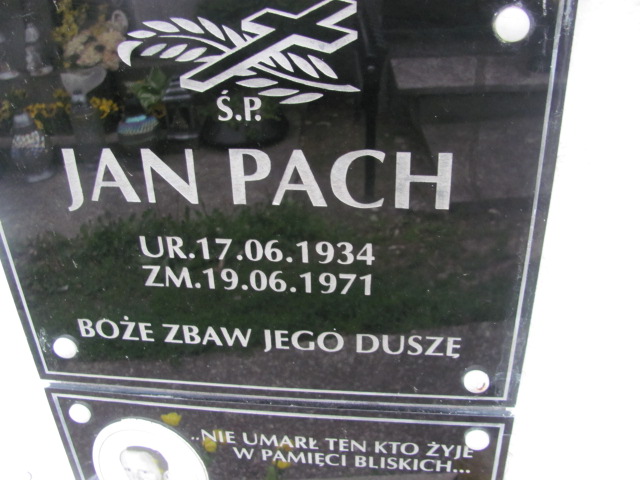 Ś.P.
JAN PACH
UR.17.06.1934
ZM.19.06.1971
BOŻE ZBAW JEGO DUSZĘ
...NIE UMARŁ TEN KTO ŻYJE
W PAMIĘCI BLISKICH...